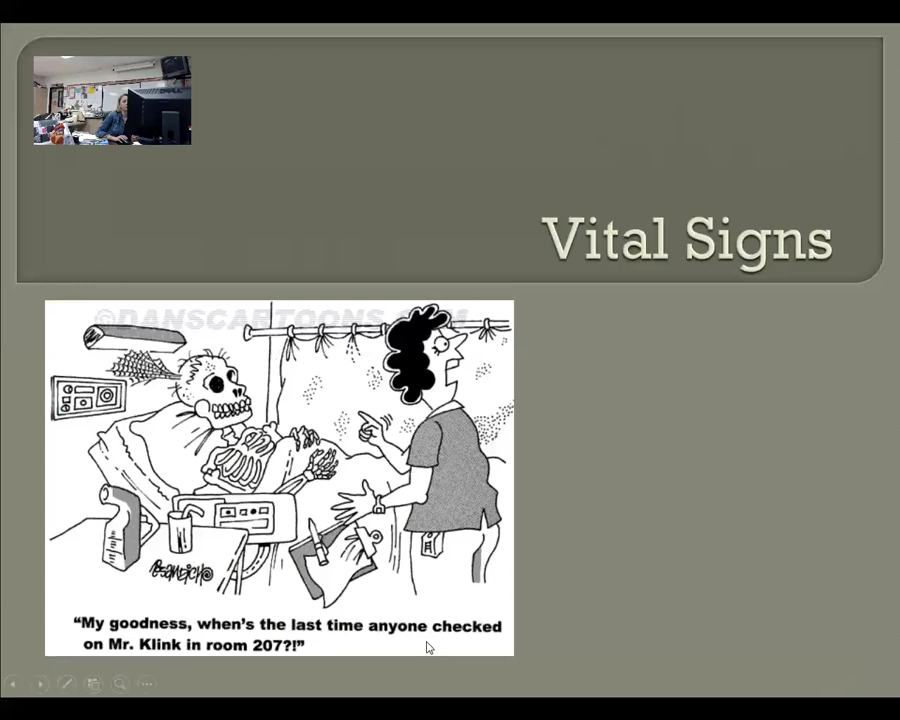 Vital Signs
©DANSCARTOONS.COM
"My goodness, when's the last time anyone checked
on Mr. Klink in room 207?!"